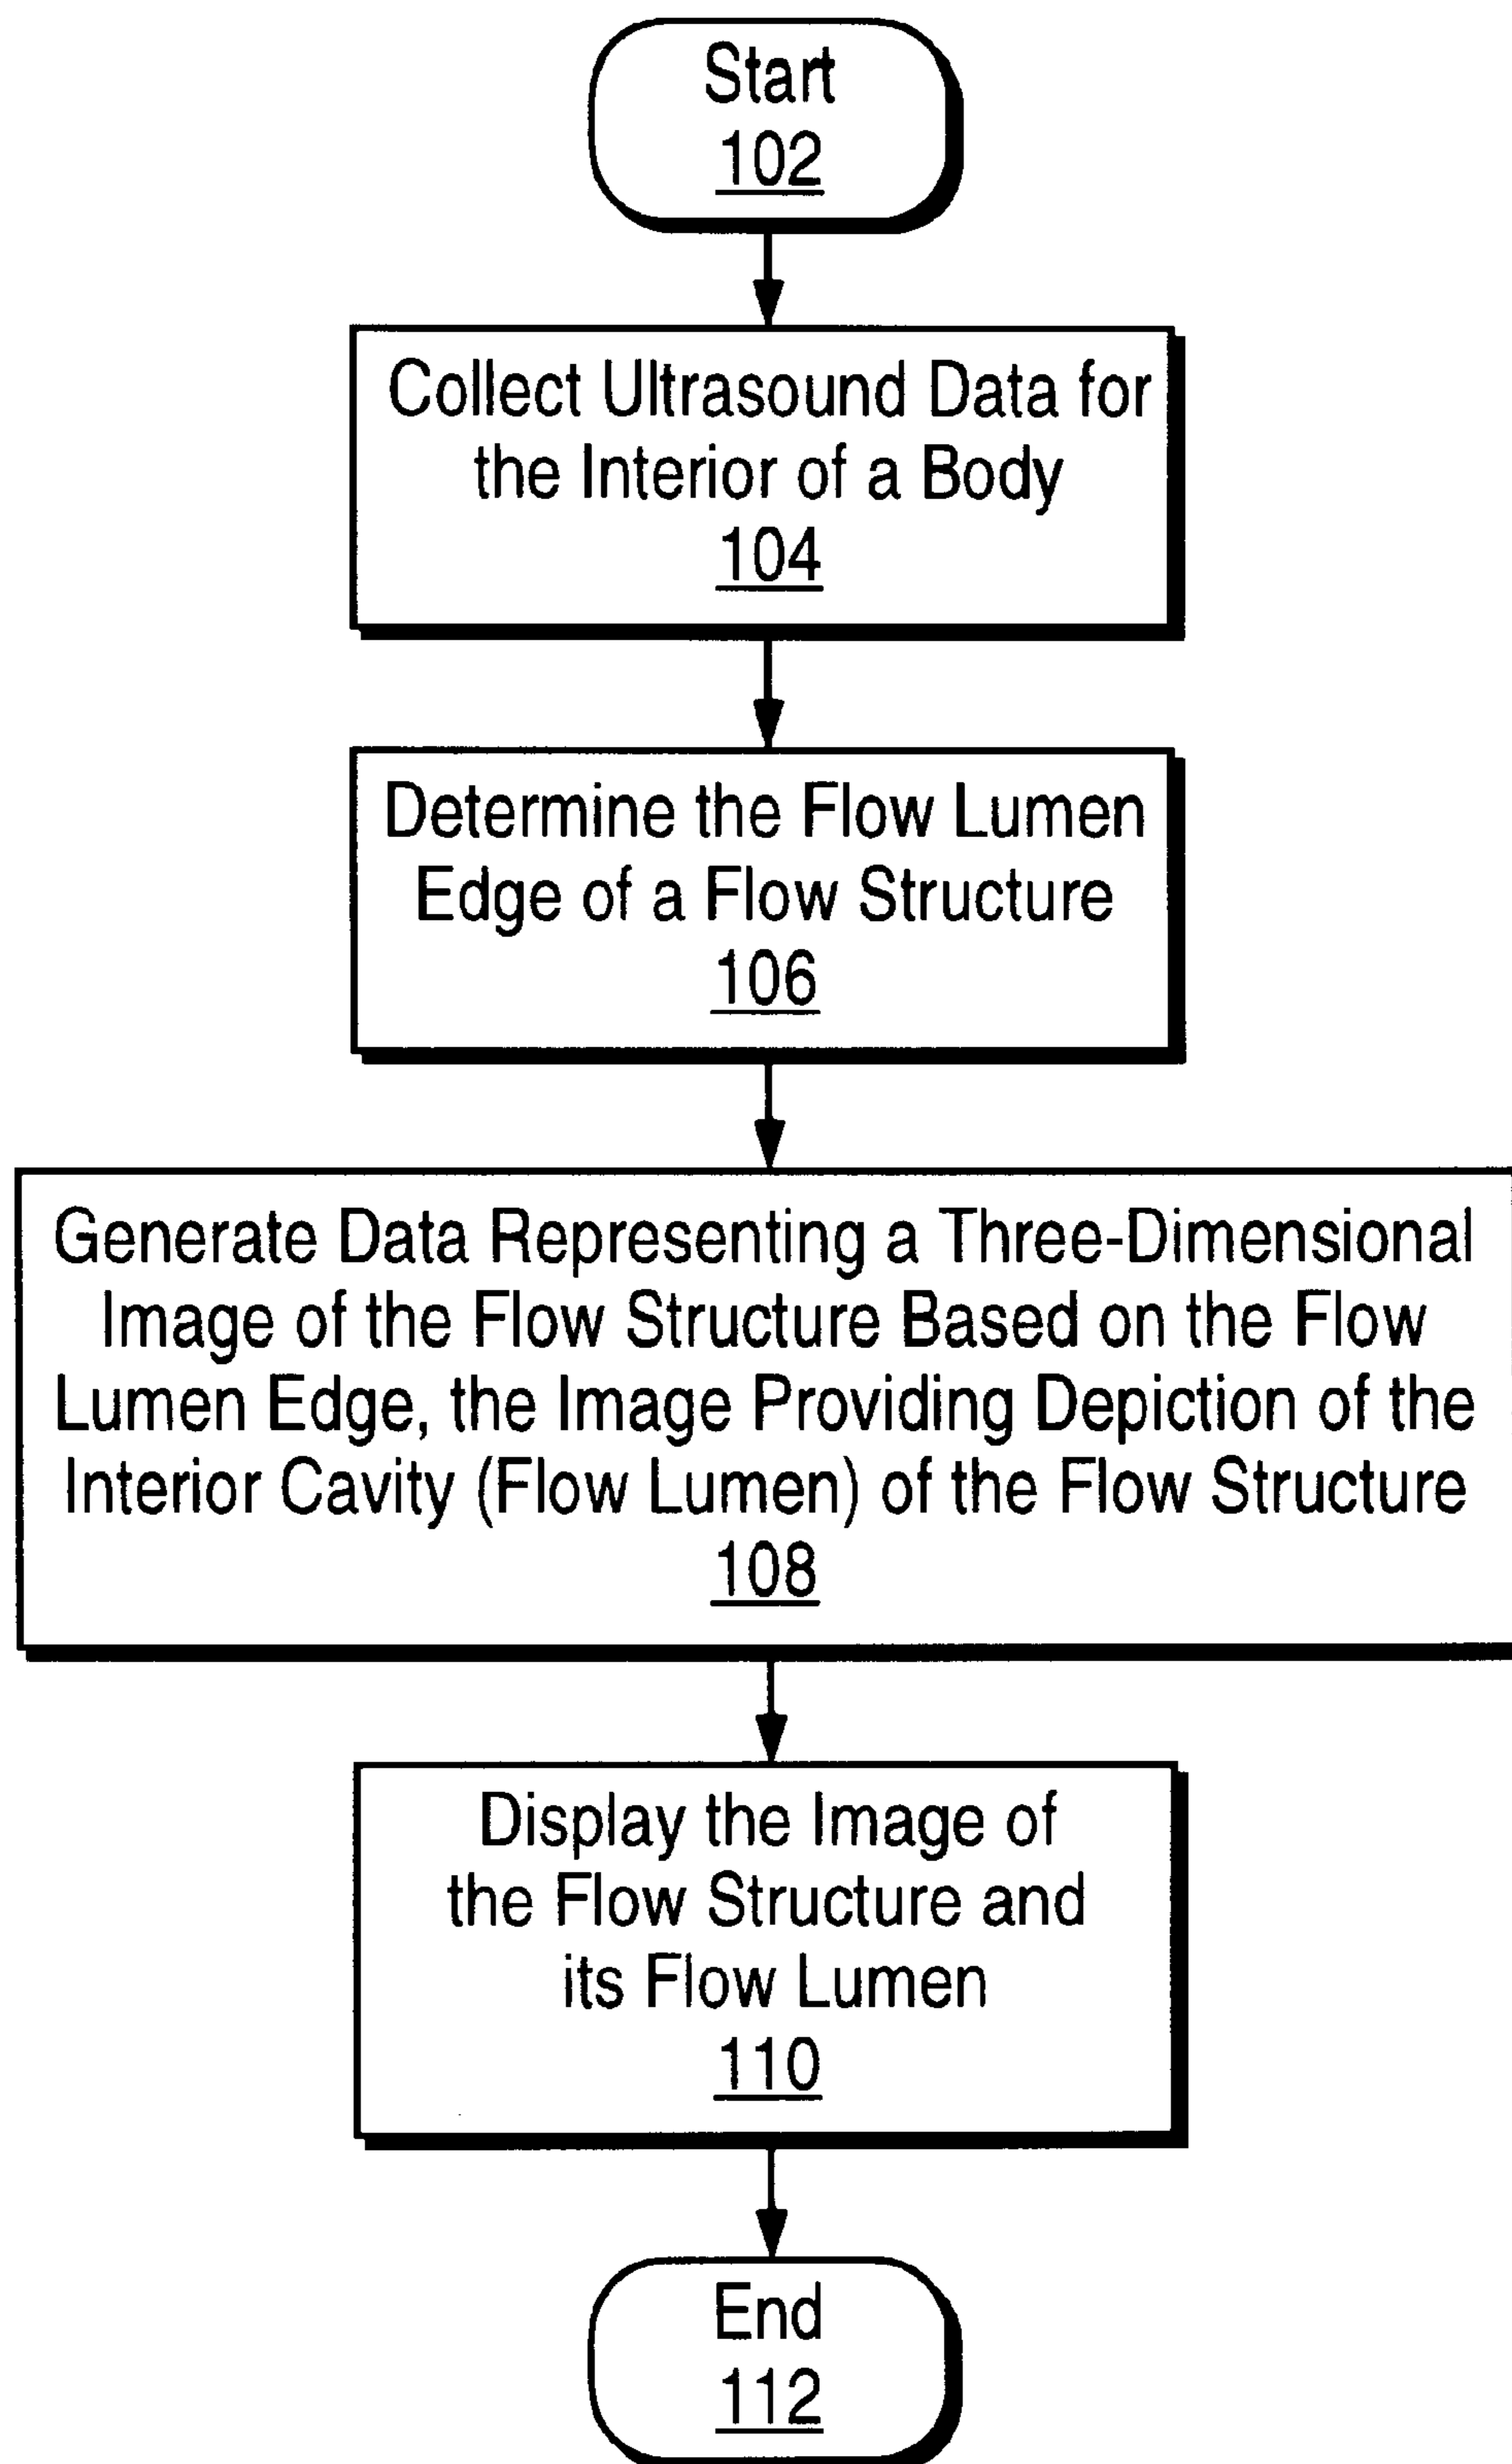 Start
102
Collect Ultrasound Data for
the Interior of a Body
104
Determine the Flow Lumen
Edge of a Flow Structure
106
Generate Data Representing a Three-Dimensional
Image of the Flow Structure Based on the Flow
Lumen Edge, the Image Providing Depiction of the
Interior Cavity (Flow Lumen) of the Flow Structure
108
Display the Image of
the Flow Structure and
its Flow Lumen
110
End
112